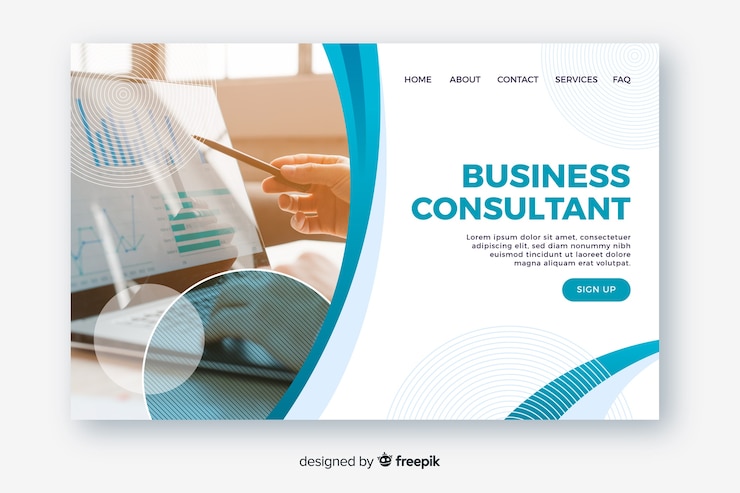 HOME ABOUT CONTACT SERVICES FAQ
BUSINESS
CONSULTANT
Lorem ipsum dolor sit amet, consectetuer
adipiscing elit, sed diam nonummy nibh
euismod tincidunt ut laoreet dolore
magna aliquam erat volutpat.
SIGN UP
designed by freepik